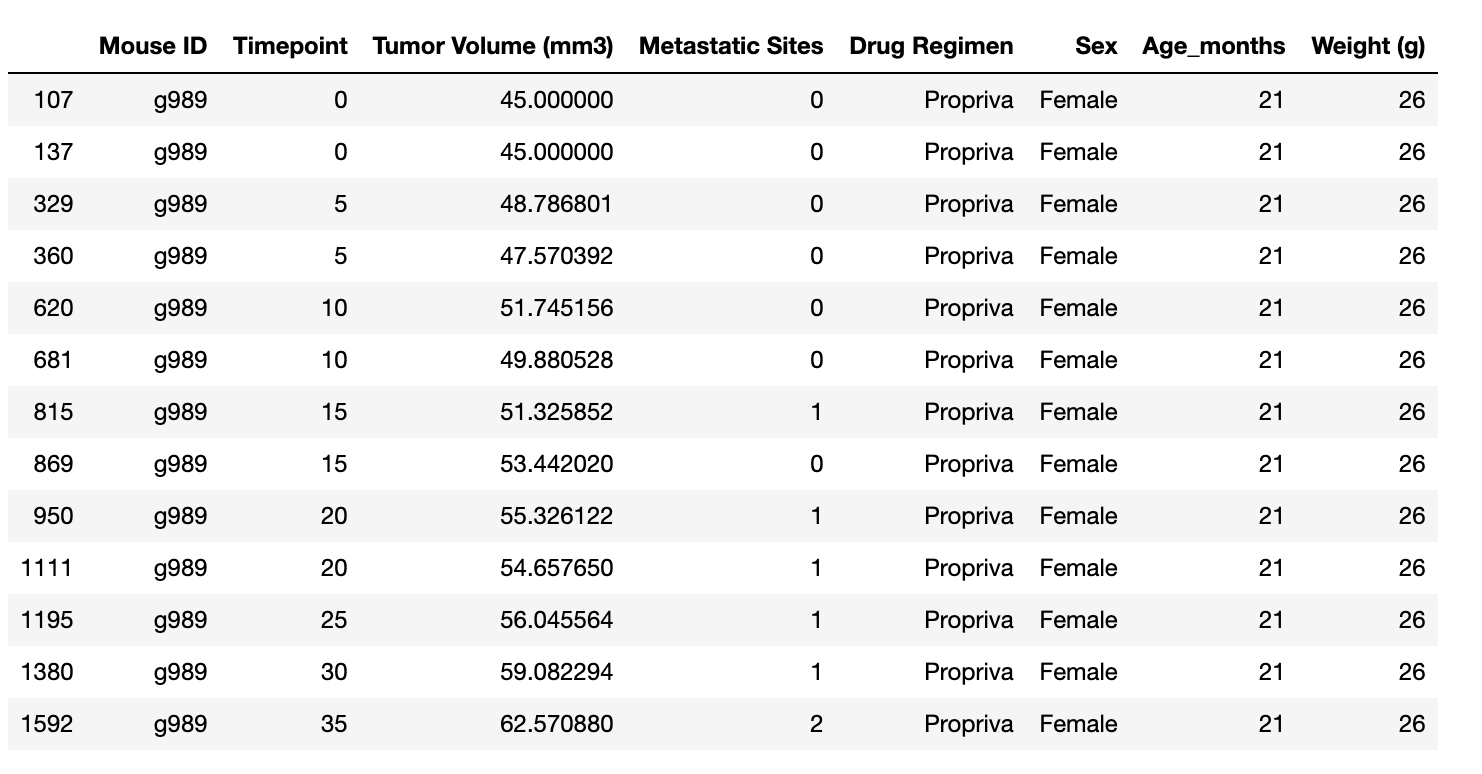 Mouse ID Timepoint Tumor Volume (mm3) Metastatic Sites Drug Regimen Sex Age_months Weight (g)
107 g989 0 45.000000 0 Propriva Female 21 26
137 g989 0 45.000000 0 Propriva Female 21 26
329 g989 5 48.786801 0 Propriva Female 21 26
360 g989 5 47.570392 0 Propriva Female 21 26
620 g989 10 51.745156 0 Propriva Female 21 26
681 g989 10 49.880528 0 Propriva Female 21 26
815 g989 15 51.325852 1 Propriva Female 21 26
869 g989 15 53.442020 0 Propriva Female 21 26
950 g989 20 55.326122 1 Propriva Female 21 26
1111 g989 20 54.657650 1 Propriva Female 21 26
1195 g989 25 56.045564 1 Propriva Female 21 26
1380 g989 30 59.082294 1 Propriva Female 21 26
1592 g989 35 62.570880 2 Propriva Female 21 26